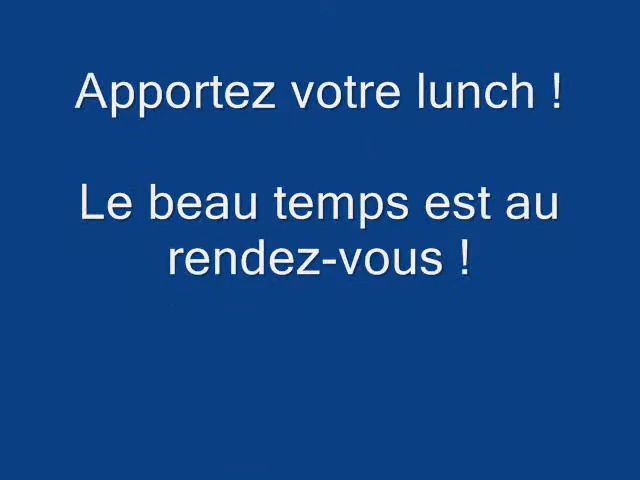 Apportez votre lunch !
Le beau temps est au
rendez-vous !